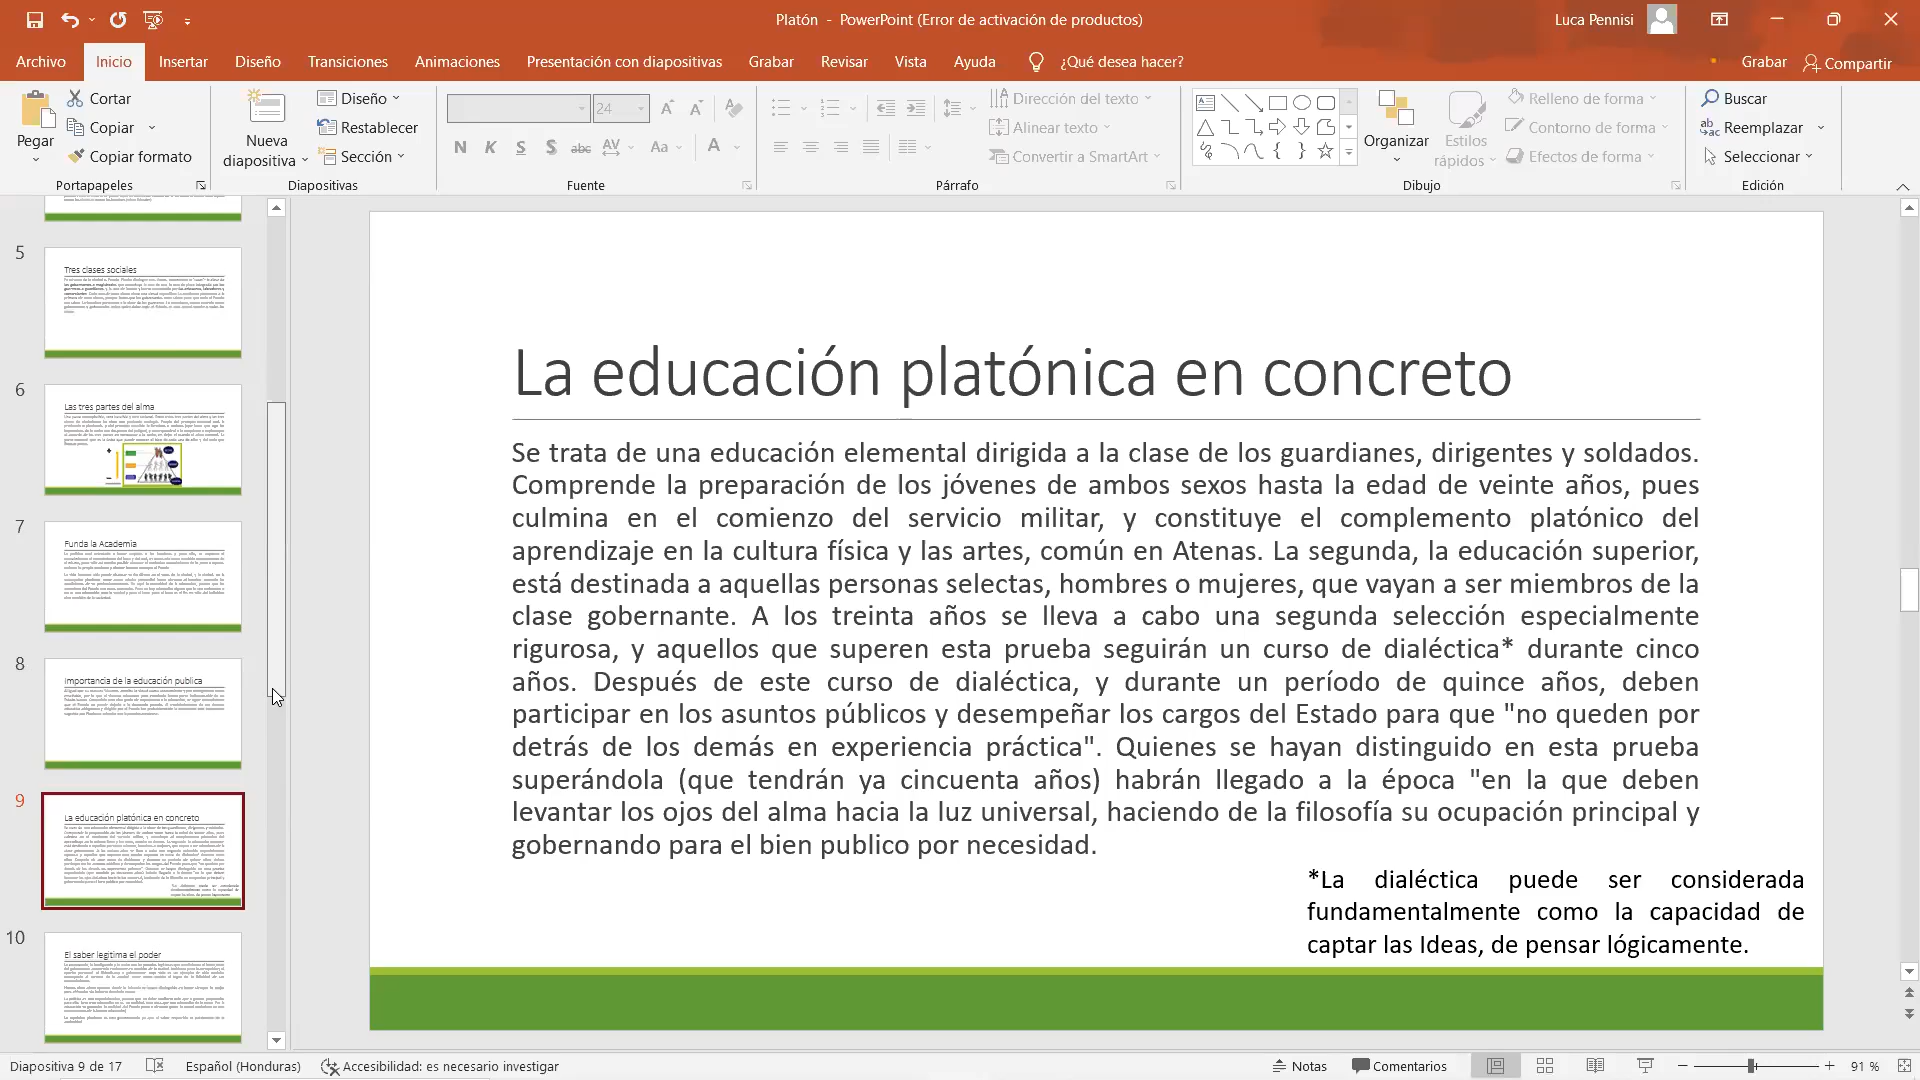 Platón - PowerPoint (Error de activación de productos)
Luca Pennisi
Archivo
Inicio
Insertar
Diseño
Transiciones
Animaciones
Presentación con diapositivas
Grabar
Revisar
Vista
Ayuda
¿Qué desea hacer?
Grabar
Compartir
Pegar
Cortar
Copiar
Copiar formato
Portapapeles
Nueva
diapositiva
Diseño
Restablecer
Sección
Diapositivas
24
N K S S abc AV Aa A
Fuente
Dirección del texto
Alinear texto
Convertir a SmartArt
Párrafo
Organizar
Estilos
rápidos
Relleno de forma
Contorno de forma
Efectos de forma
Dibujo
Buscar
Reemplazar
Seleccionar
Edición
5
Tres clases sociales
6
Las tres partes del alma
7
Funda la Academia
8
Importancia de la educación publica
9
La educación platónica en concreto
10
El saber legitima el poder
La educación platónica en concreto
Se trata de una educación elemental dirigida a la clase de los guardianes, dirigentes y soldados.
Comprende la preparación de los jóvenes de ambos sexos hasta la edad de veinte años, pues
culmina en el comienzo del servicio militar, y constituye el complemento platónico del
aprendizaje en la cultura física y las artes, común en Atenas. La segunda, la educación superior,
está destinada a aquellas personas selectas, hombres o mujeres, que vayan a ser miembros de la
clase gobernante. A los treinta años se lleva a cabo una segunda selección especialmente
rigurosa, y aquellos que superen esta prueba seguirán un curso de dialéctica* durante cinco
años. Después de este curso de dialéctica, y durante un período de quince años, deben
participar en los asuntos públicos y desempeñar los cargos del Estado para que "no queden por
detrás de los demás en experiencia práctica". Quienes se hayan distinguido en esta prueba
superándola (que tendrán ya cincuenta años) habrán llegado a la época "en la que deben
levantar los ojos del alma hacia la luz universal, haciendo de la filosofía su ocupación principal y
gobernando para el bien publico por necesidad.
*La dialéctica puede ser considerada
fundamentalmente como la capacidad de
captar las Ideas, de pensar lógicamente.
Diapositiva 9 de 17
Español (Honduras)
Accesibilidad: es necesario investigar
Notas
Comentarios
91 %